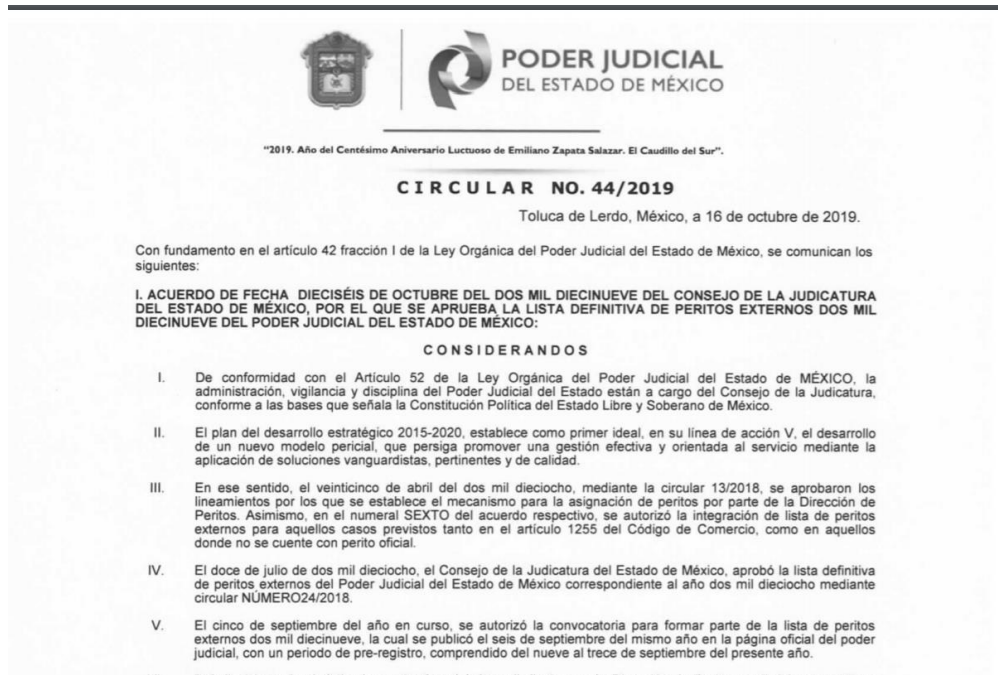 PODER JUDICIAL
DEL ESTADO DE MÉXICO
"2019. Año del Centésimo Aniversario Luctuoso de Emiliano Zapata Salazar. El Caudillo del Sur".
CIRCULAR NO. 44/2019
Toluca de Lerdo, México, a 16 de octubre de 2019.
Con fundamento en el artículo 42 fracción I de la Ley Orgánica del Poder Judicial del Estado de México, se comunican los
siguientes:
I. ACUERDO DE FECHA DIECISÉIS DE OCTUBRE DEL DOS MIL DIECINUEVE DEL CONSEJO DE LA JUDICATURA
DEL ESTADO DE MÉXICO, POR EL QUE SE APRUEBA LA LISTA DEFINITIVA DE PERITOS EXTERNOS DOS MIL
DIECINUEVE DEL PODER JUDICIAL DEL ESTADO DE MÉXICO:
CONSIDERANDOS
I. De conformidad con el Artículo 52 de la Ley Orgánica del Poder Judicial del Estado de MÉXICO, la
administración, vigilancia y disciplina del Poder Judicial del Estado están a cargo del Consejo de la Judicatura,
conforme a las bases que señala la Constitución Política del Estado Libre y Soberano de México.
II. El plan del desarrollo estratégico 2015-2020, establece como primer ideal, en su línea de acción V, el desarrollo
de un nuevo modelo pericial, que persiga promover una gestión efectiva y orientada al servicio mediante la
aplicación de soluciones vanguardistas, pertinentes y de calidad.
III. En ese sentido, el veinticinco de abril del dos mil dieciocho, mediante la circular 13/2018, se aprobaron los
lineamientos por los que se establece el mecanismo para la asignación de peritos por parte de la Dirección de
Peritos. Asimismo, en el numeral SEXTO del acuerdo respectivo, se autorizó la integración de lista de peritos
externos para aquellos casos previstos tanto en el artículo 1255 del Código de Comercio, como en aquellos
donde no se cuente con perito oficial.
IV. El doce de julio de dos mil dieciocho, el Consejo de la Judicatura del Estado de México, aprobó la lista definitiva
de peritos externos del Poder Judicial del Estado de México correspondiente al año dos mil dieciocho mediante
circular NÚMERO24/2018.
V. El cinco de septiembre del año en curso, se autorizó la convocatoria para formar parte de la lista de peritos
externos dos mil diecinueve, la cual se publicó el seis de septiembre del mismo año en la página oficial del poder
judicial, con un periodo de pre-registro, comprendido del nueve al trece de septiembre del presente año.